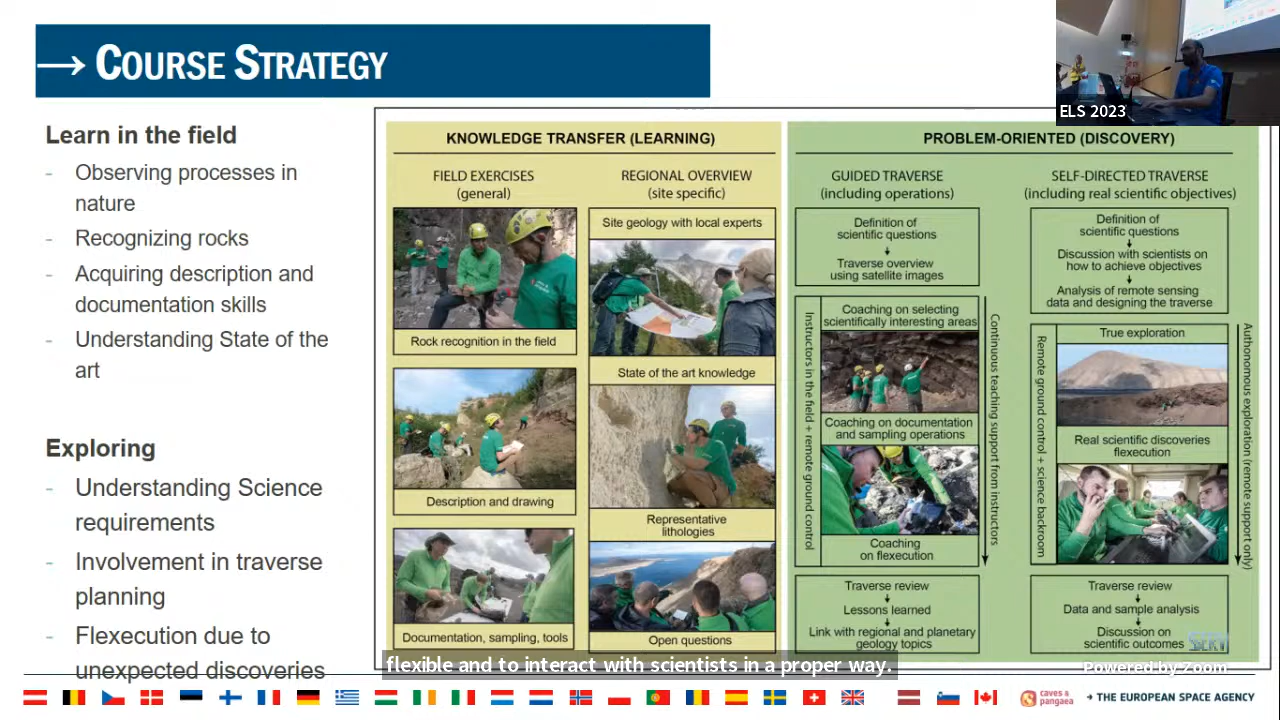 → COURSE STRATEGY
ELS 2023
Learn in the field
- Observing processes in
nature
- Recognizing rocks
- Acquiring description and
documentation skills
- Understanding State of the
art
Exploring
- Understanding Science
requirements
- Involvement in traverse
planning
- Flexecution due to
unexpected discoveries
KNOWLEDGE TRANSFER (LEARNING)
FIELD EXERCISES
(general)
Rock recognition in the field
Description and drawing
Documentation, sampling, tools
REGIONAL OVERVIEW
(site specific)
Site geology with local experts
State of the art knowledge
Representative
lithologies
Open questions
PROBLEM-ORIENTED (DISCOVERY)
GUIDED TRAVERSE
(including operations)
Definition of
scientific questions
Traverse overview
using satellite images
Instructors in the field + remote ground control
Coaching on selecting
scientifically interesting areas
Coaching on documentation
and sampling operations
Coaching
on flexecution
Continuous teaching support from instructors
Traverse review
Lessons learned
Link with regional and planetary
geology topics
SELF-DIRECTED TRAVERSE
(including real scientific objectives)
Definition of
scientific questions
Discussion with scientists on
how to achieve objectives
Analysis of remote sensing
data and designing the traverse
Remote ground control + science backroom
True exploration
Real scientific discoveries
flexecution
Authonomous exploration (remote support only)
Traverse review
Data and sample analysis
Discussion on
scientific outcomes
flexible and to interact with scientists in a proper way.
Powered by Zoom
caves &
pangaea
→ THE EUROPEAN SPACE AGENCY